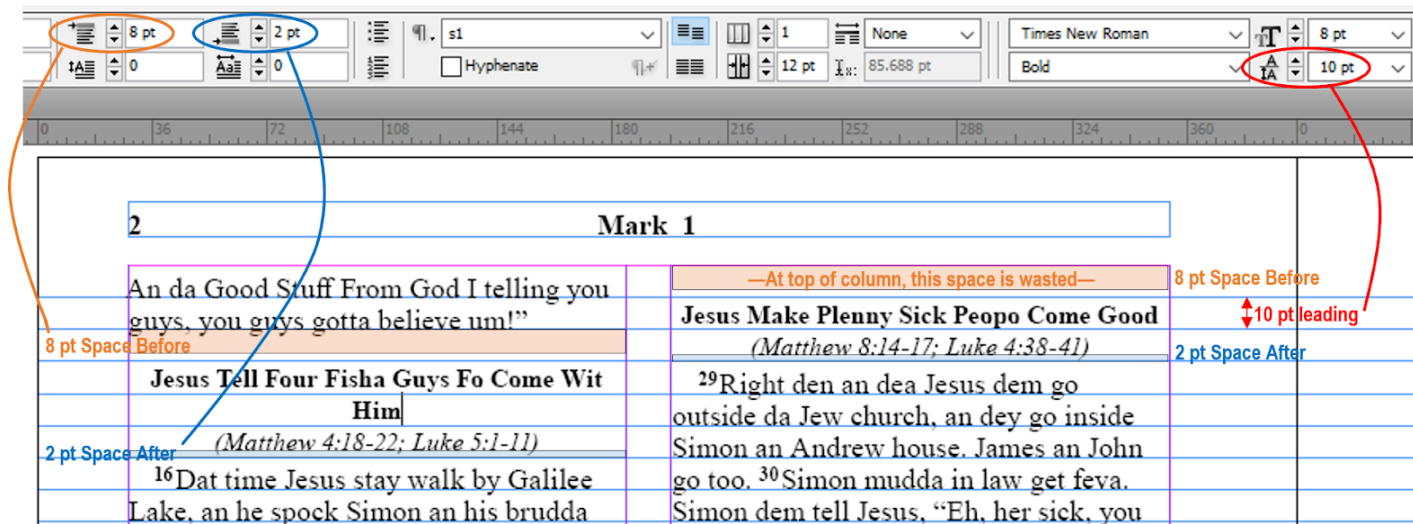 8 pt
2 pt
s1
1
None
Times New Roman
8 pt
0
0
Hyphenate
12 pt
85.688 pt
Bold
10 pt
0 36 72 108 144 180 216 252 288 324 360 0
2 Mark 1
An da Good Stuff From God I telling you
guys, you guys gotta believe um!”
8 pt Space Before
Jesus Tell Four Fisha Guys Fo Come Wit
Him
(Matthew 4:18-22; Luke 5:1-11)
2 pt Space After
16Dat time Jesus stay walk by Galilee
Lake, an he spock Simon an his brudda
—At top of column, this space is wasted—
8 pt Space Before
Jesus Make Plenny Sick Peopo Come Good
10 pt leading
(Matthew 8:14-17; Luke 4:38-41)
2 pt Space After
29Right den an dea Jesus dem go
outside da Jew church, an dey go inside
Simon an Andrew house. James an John
go too. 30Simon mudda in law get feva.
Simon dem tell Jesus, “Eh, her sick, you